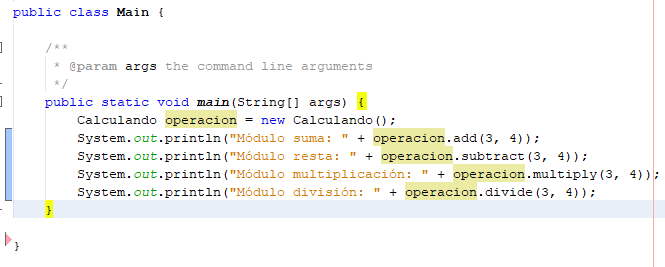 public class Main {
/**
* @param args the command line arguments
*/
public static void main(String[] args) {
Calculando operacion = new Calculando();
System.out.println("Módulo suma: " + operacion.add(3, 4));
System.out.println("Módulo resta: " + operacion.subtract(3, 4));
System.out.println("Módulo multiplicación: " + operacion.multiply(3, 4));
System.out.println("Módulo división: " + operacion.divide(3, 4));
}
}